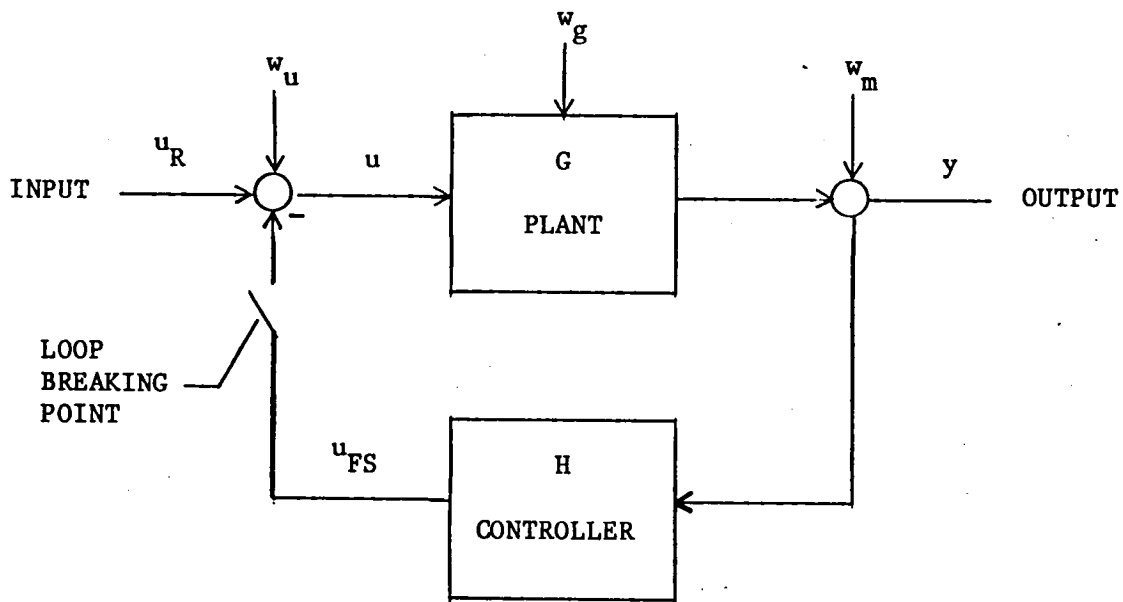 w_g
w_u
w_m
u_R
u
G
y
INPUT
PLANT
OUTPUT
-
LOOP
BREAKING
POINT
u_FS
H
CONTROLLER